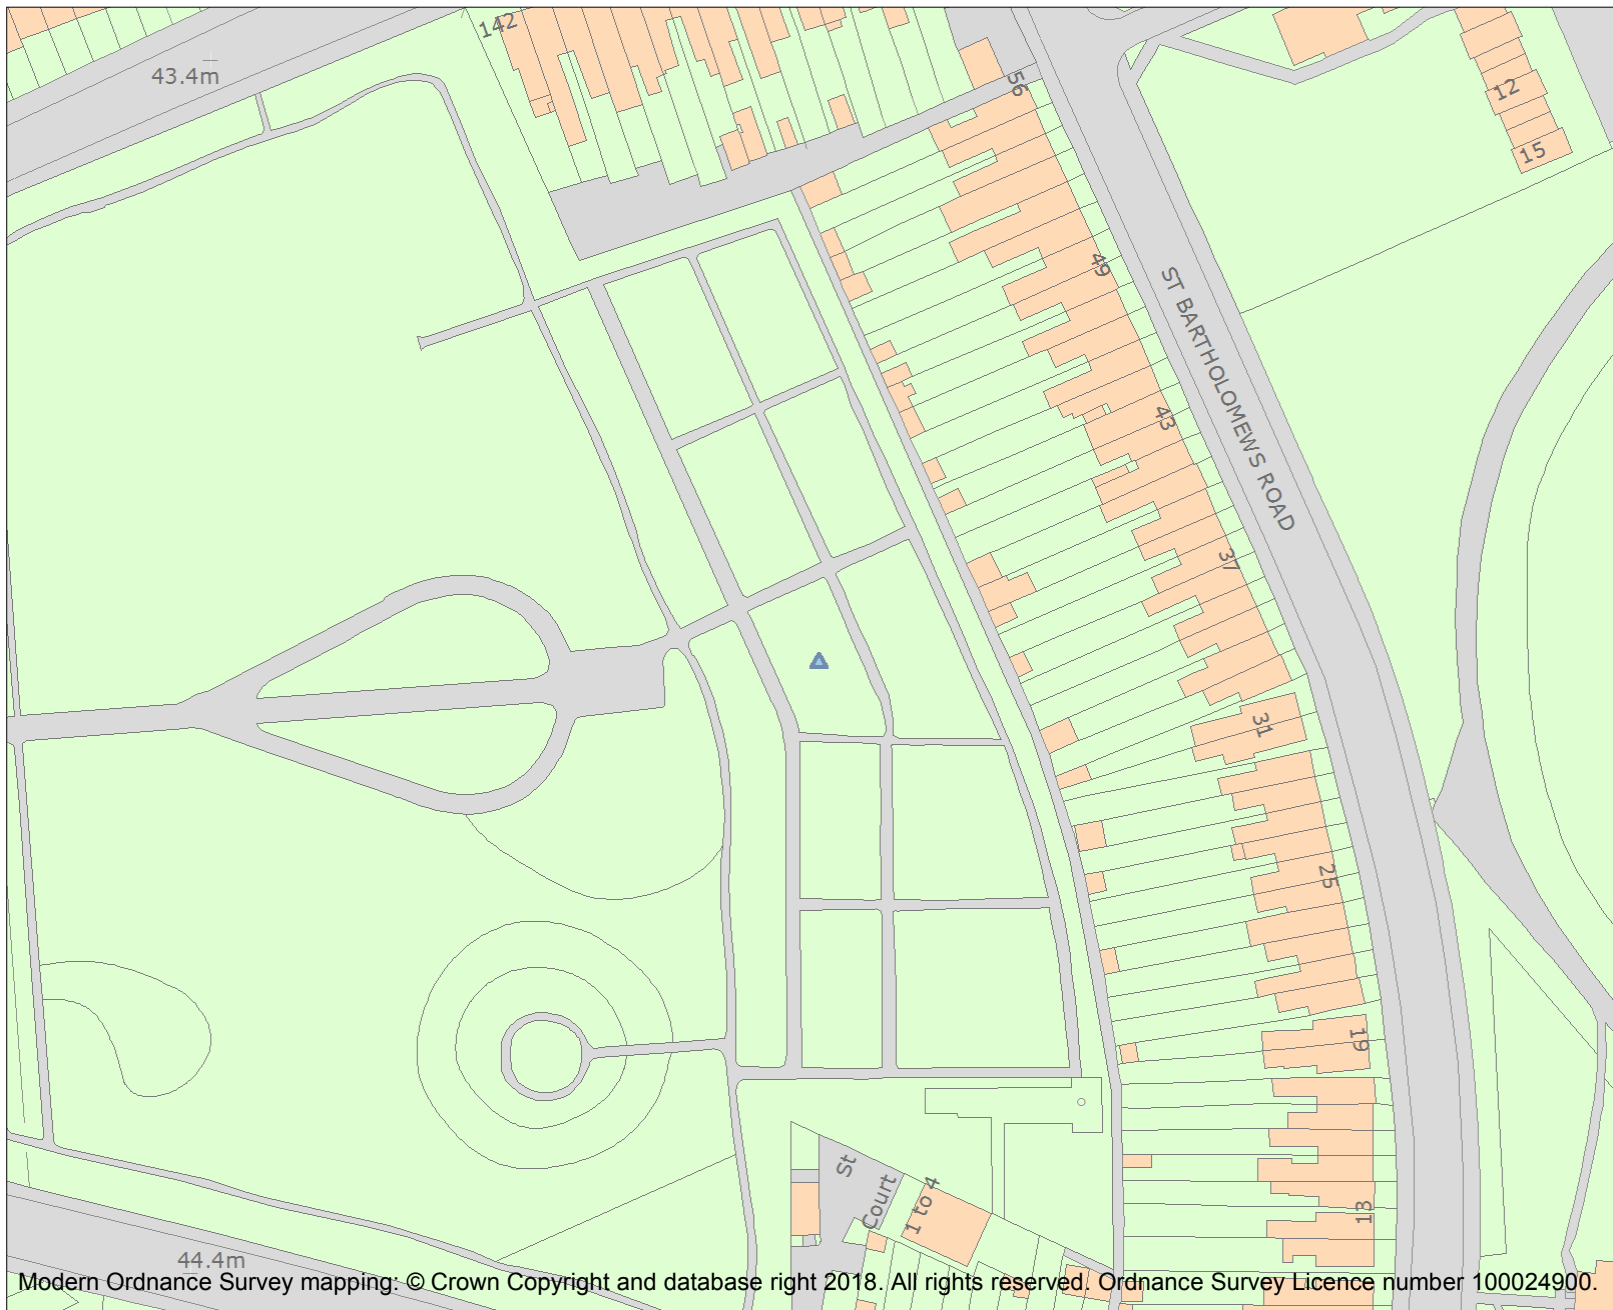 142
43.4m
56
12
15
49
ST BARTHOLOMEWS ROAD
43
37
31
25
19
St
Court
1 to 4
13
44.4m
Modern Ordnance Survey mapping: © Crown Copyright and database right 2018. All rights reserved. Ordnance Survey Licence number 100024900.